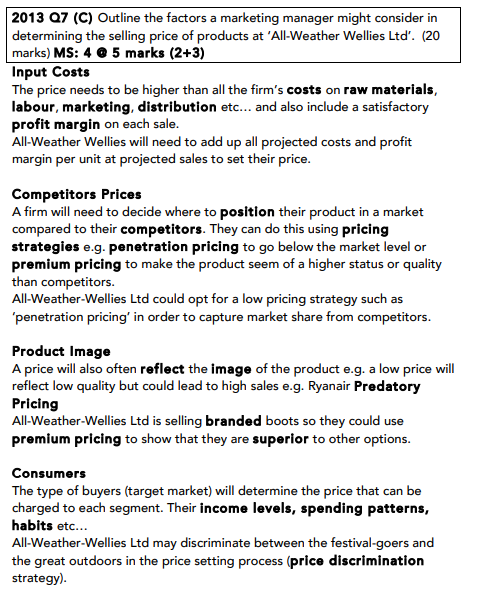 2013 Q7 (C) Outline the factors a marketing manager might consider in
determining the selling price of products at ‘All-Weather Wellies Ltd’. (20
marks) MS: 4 @ 5 marks (2+3)
Input Costs
The price needs to be higher than all the firm’s costs on raw materials,
labour, marketing, distribution etc… and also include a satisfactory
profit margin on each sale.
All-Weather Wellies will need to add up all projected costs and profit
margin per unit at projected sales to set their price.
Competitors Prices
A firm will need to decide where to position their product in a market
compared to their competitors. They can do this using pricing
strategies e.g. penetration pricing to go below the market level or
premium pricing to make the product seem of a higher status or quality
than competitors.
All-Weather-Wellies Ltd could opt for a low pricing strategy such as
‘penetration pricing’ in order to capture market share from competitors.
Product Image
A price will also often reflect the image of the product e.g. a low price will
reflect low quality but could lead to high sales e.g. Ryanair Predatory
Pricing
All-Weather-Wellies Ltd is selling branded boots so they could use
premium pricing to show that they are superior to other options.
Consumers
The type of buyers (target market) will determine the price that can be
charged to each segment. Their income levels, spending patterns,
habits etc…
All-Weather-Wellies Ltd may discriminate between the festival-goers and
the great outdoors in the price setting process (price discrimination
strategy).